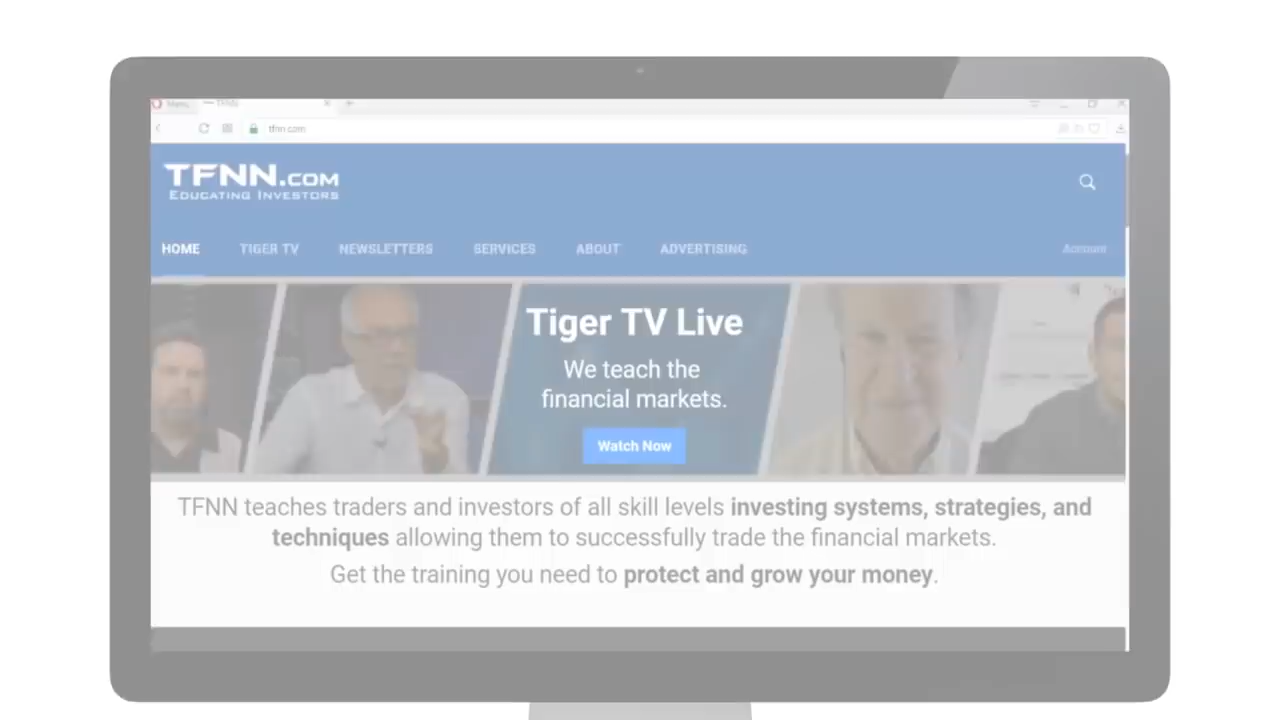 Menu TFNN
tfnn.com
TFNN.COM
EDUCATING INVESTORS
HOME TIGER TV NEWSLETTERS SERVICES ABOUT ADVERTISING Account
Tiger TV Live
We teach the
financial markets.
Watch Now
TFNN teaches traders and investors of all skill levels investing systems, strategies, and
techniques allowing them to successfully trade the financial markets.
Get the training you need to protect and grow your money.